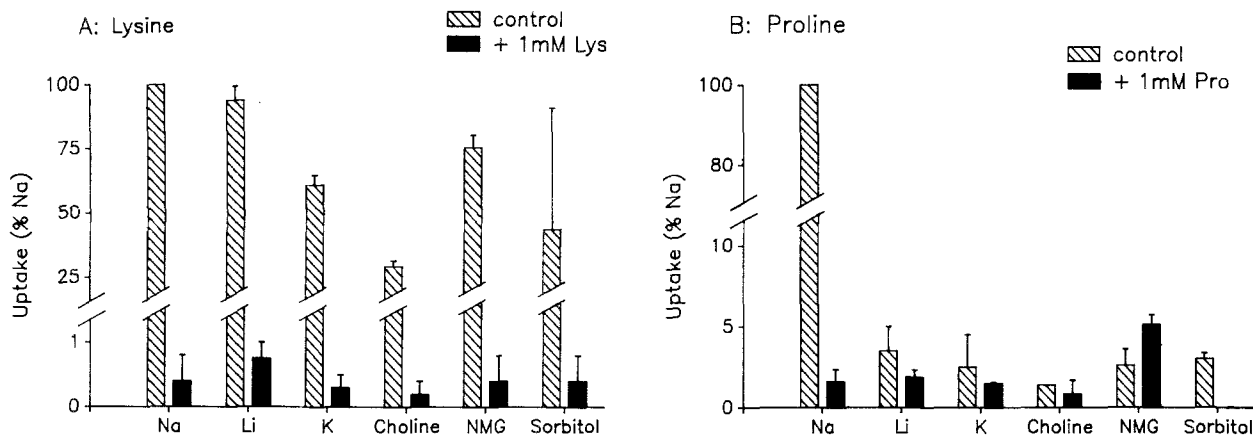 A: Lysine
control
+ 1mM Lys
Uptake (% Na)
100
75
50
25
1
0
Na Li K Choline NMG Sorbitol
B: Proline
control
+ 1mM Pro
Uptake (% Na)
100
80
10
5
0
Na Li K Choline NMG Sorbitol